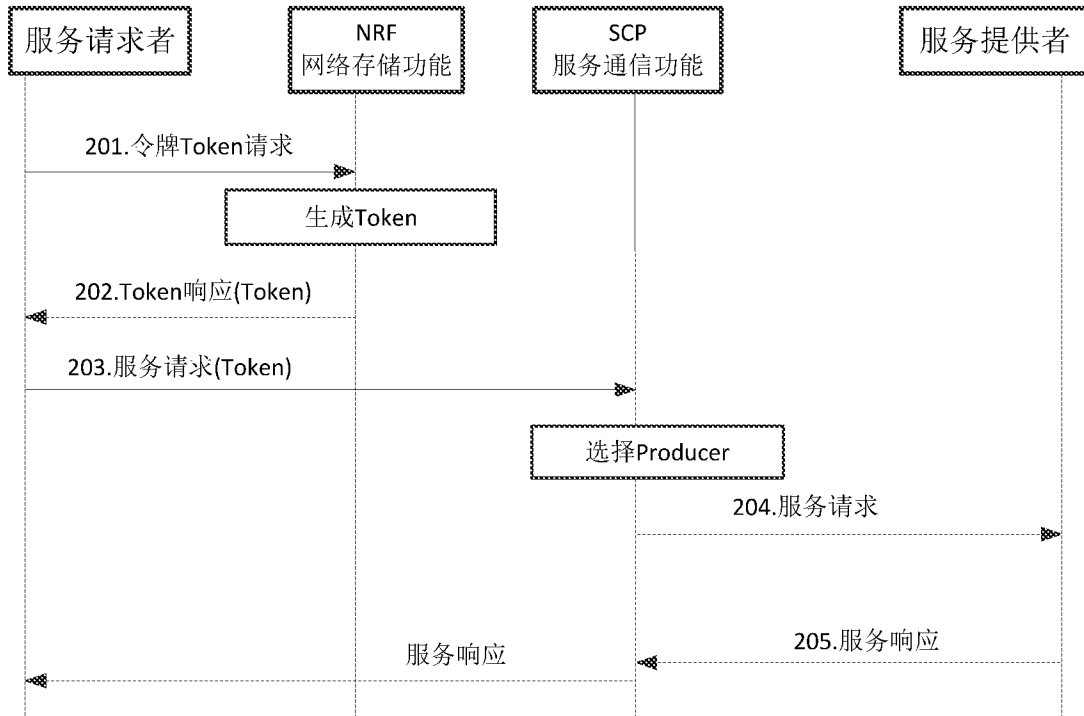 服务请求者
NRF
网络存储功能
SCP
服务通信功能
服务提供者
201.令牌Token请求
生成Token
202.Token响应(Token)
203.服务请求(Token)
选择Producer
204.服务请求
205.服务响应
服务响应